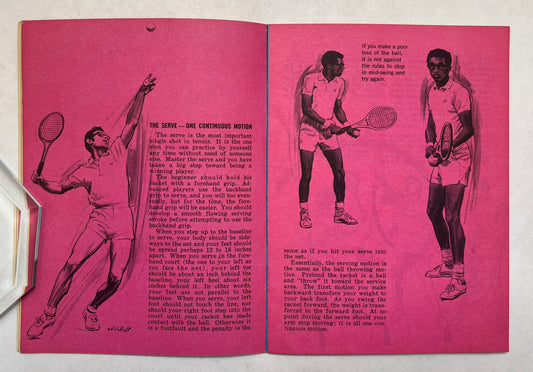 THE SERVE — ONE CONTINUOUS MOTION
The serve is the most important
single shot in tennis. It is the one
shot you can practice by yourself
any time without need of someone
else. Master the serve and you have
taken a big step toward being a
winning player.
The beginner should hold his
racket with a forehand grip. Ad-
vanced players use the backhand
grip to serve, and you will too even-
tually, but for the time, the fore-
hand grip will be easier. You should
develop a smooth flowing serving
stroke before attempting to use the
backhand grip.
When you step up to the baseline
to serve, your body should be side-
ways to the net and your feet should
be spread perhaps 12 to 18 inches
apart. When you serve in the fore-
hand court (the one to your left as
you face the net), your left toe
should be about an inch behind the
baseline, your left heel about six
inches behind it. In other words,
your feet are not parallel to the
baseline. When you serve, your left
foot should not touch the line, nor
should your right foot step into the
court until your racket has made
contact with the ball. Otherwise it
is a footfault and the penalty is the
If you make a poor
toss of the ball,
it is not against
the rules to stop
in mid-swing and
try again.
same as if you hit your serve into
the net.
Essentially, the serving motion is
the same as the ball throwing mo-
tion. Pretend the racket is a ball
and "throw" it toward the service
area. The first motion you make
backward transfers your weight to
your back foot. As you swing the
racket forward, the weight is trans-
ferred to the forward foot. At no
point during the serve should your
arm stop moving; it is all one con-
tinuous motion.